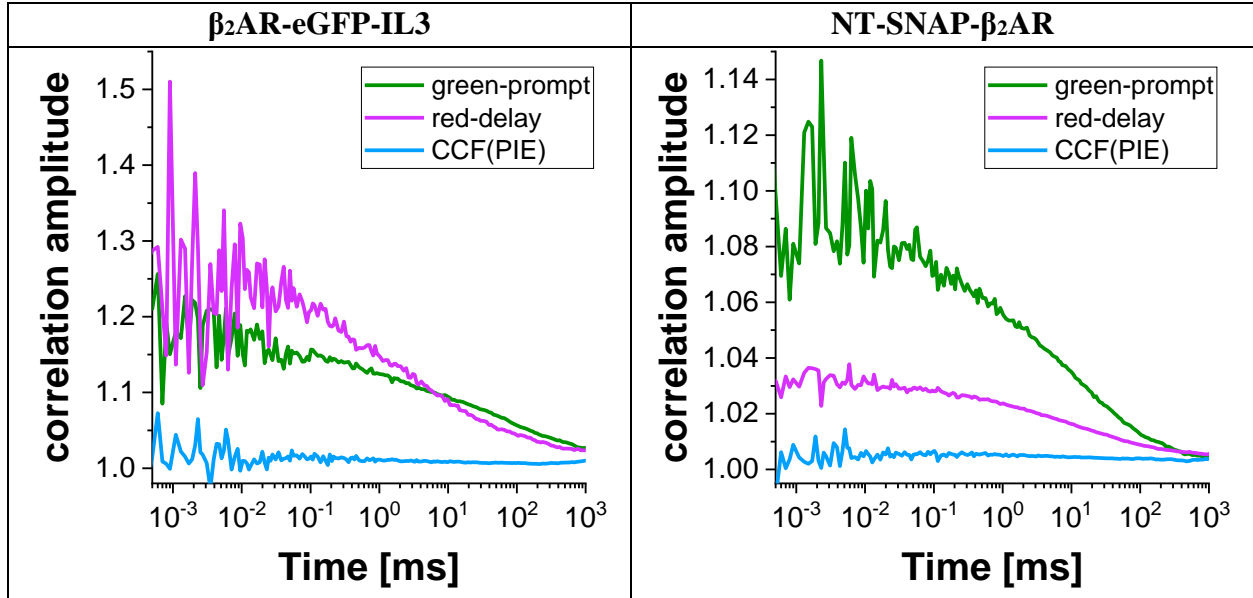 β₂AR-eGFP-IL3
NT-SNAP-β₂AR
correlation amplitude
1.5
1.4
1.3
1.2
1.1
1.0
green-prompt
red-delay
CCF(PIE)
10⁻³ 10⁻² 10⁻¹ 10⁰ 10¹ 10² 10³
Time [ms]
correlation amplitude
1.14
1.12
1.10
1.08
1.06
1.04
1.02
1.00
green-prompt
red-delay
CCF(PIE)
10⁻³ 10⁻² 10⁻¹ 10⁰ 10¹ 10² 10³
Time [ms]